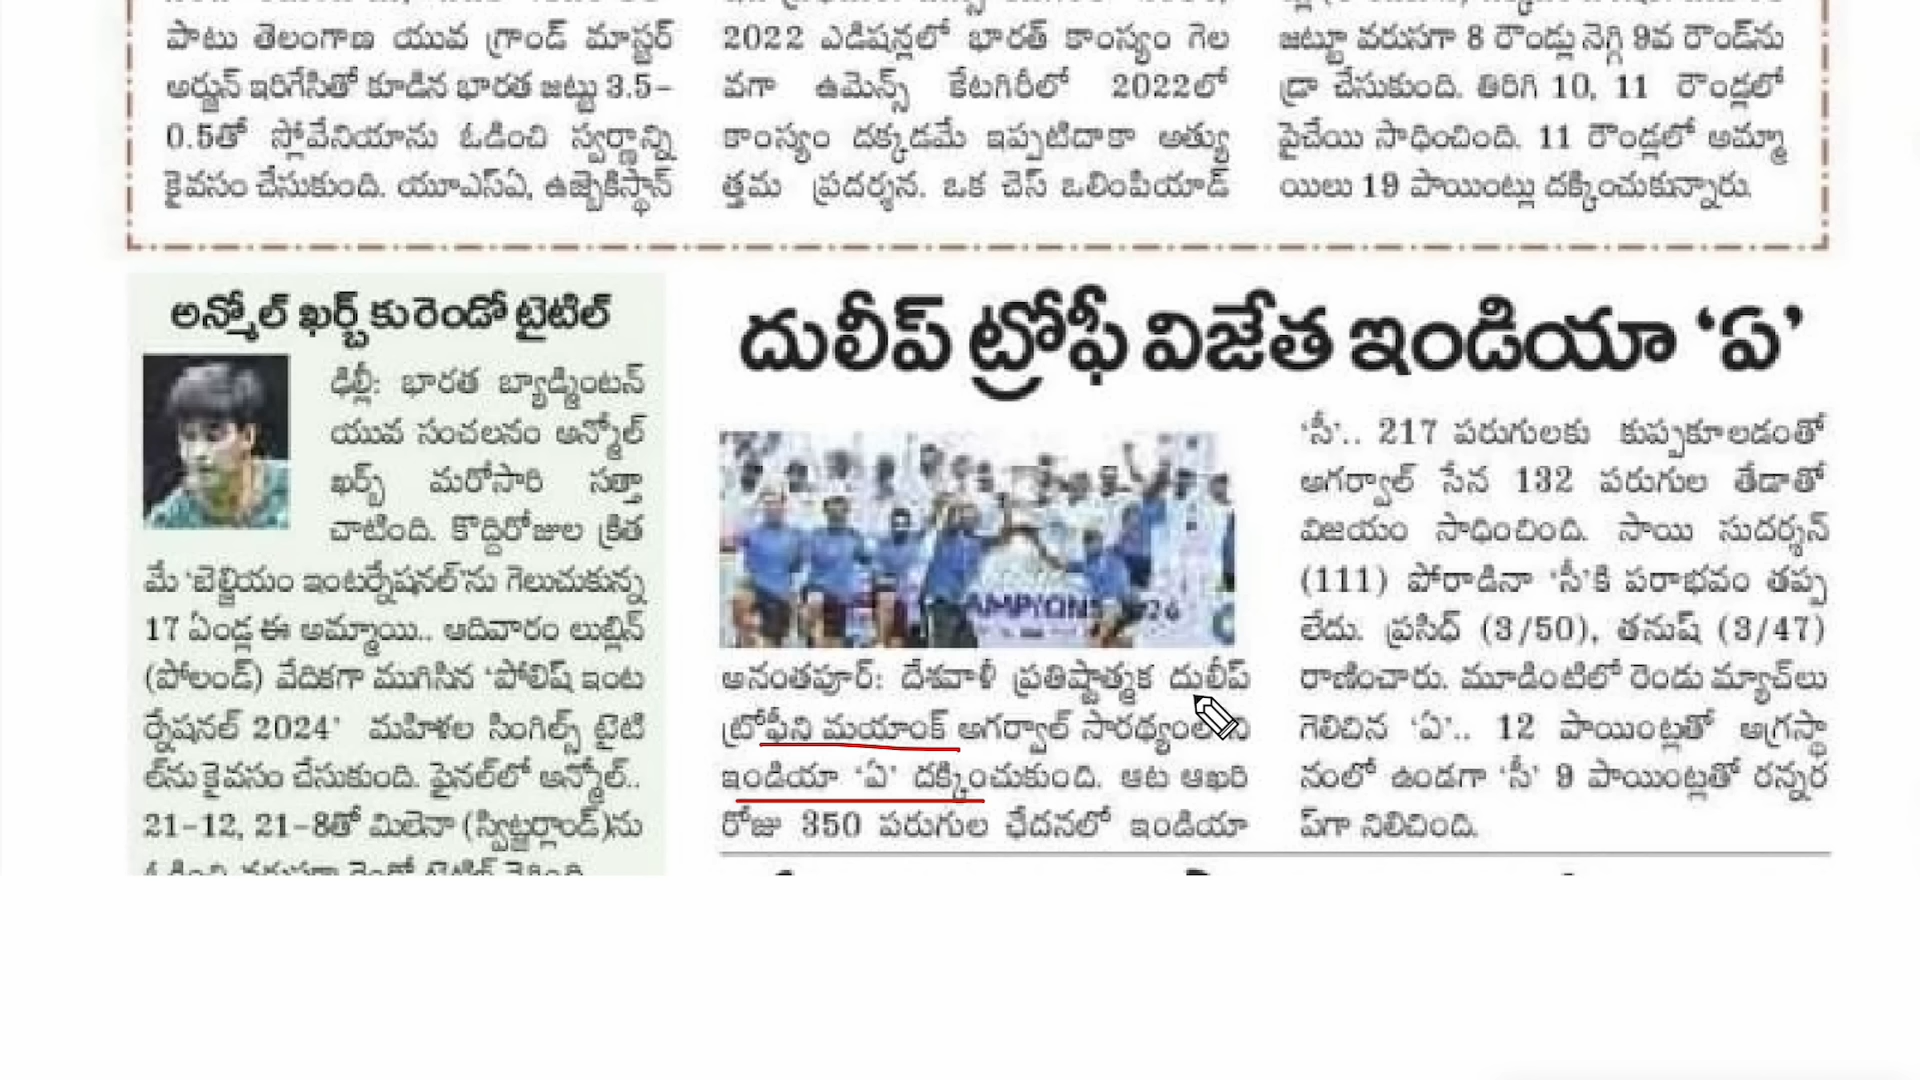 పాటు తెలంగాణ యువ గ్రాండ్ మాస్టర్
అర్జున్ ఇరిగేసితో కూడిన భారత జట్టు 3.5-
0.5తో స్లోవేనియాను ఓడించి స్వర్ణాన్ని
కైవసం చేసుకుంది. యూఎస్ఏ, ఉజ్బెకిస్థాన్
2022 ఎడిషన్లలో భారత్ కాంస్యం గెల
వగా ఉమెన్స్ కేటగిరీలో 2022లో
కాంస్యం దక్కడమే ఇప్పటిదాకా అత్యు
త్తమ ప్రదర్శన. ఒక చెస్ ఒలింపియాడ్
జట్టూ వరుసగా 8 రౌండ్లు నెగ్గి 9వ రౌండ్‌ను
డ్రా చేసుకుంది. తిరిగి 10, 11 రౌండ్లలో
పైచేయి సాధించింది. 11 రౌండ్లలో అమ్మా
యిలు 19 పాయింట్లు దక్కించుకున్నారు.
అన్మోల్ ఖర్బ్ కు రెండో టైటిల్
ఢిల్లీ: భారత బ్యాడ్మింటన్
యువ సంచలనం అన్మోల్
ఖర్బ్ మరోసారి సత్తా
చాటింది. కొద్దిరోజుల క్రిత
మే ‘బెల్జియం ఇంటర్నేషనల్’ను గెలుచుకున్న
17 ఏండ్ల ఈ అమ్మాయి.. ఆదివారం లుబ్లిన్
(పోలండ్) వేదికగా ముగిసిన ‘పోలిష్ ఇంట
ర్నేషనల్ 2024’ మహిళల సింగిల్స్ టైటి
ల్‌ను కైవసం చేసుకుంది. ఫైనల్‌లో అన్మోల్..
21-12, 21-8తో మిలెనా (స్విట్జర్లాండ్)ను
దులీప్ ట్రోఫీ విజేత ఇండియా ‘ఏ’
అనంతపూర్: దేశవాళీ ప్రతిష్టాత్మక దులీప్
ట్రోఫీని మయాంక్ అగర్వాల్ సారథ్యంలోని
ఇండియా ‘ఏ’ దక్కించుకుంది. ఆట ఆఖరి
రోజు 350 పరుగుల ఛేదనలో ఇండియా
‘సీ’.. 217 పరుగులకు కుప్పకూలడంతో
అగర్వాల్ సేన 132 పరుగుల తేడాతో
విజయం సాధించింది. సాయి సుదర్శన్
(111) పోరాడినా ‘సీ’కి పరాభవం తప్ప
లేదు. ప్రసిధ్ (3/50), తనుష్ (3/47)
రాణించారు. మూడింటిలో రెండు మ్యాచ్‌లు
గెలిచిన ‘ఏ’.. 12 పాయింట్లతో అగ్రస్థా
నంలో ఉండగా ‘సీ’ 9 పాయింట్లతో రన్నర
ప్‌గా నిలిచింది.